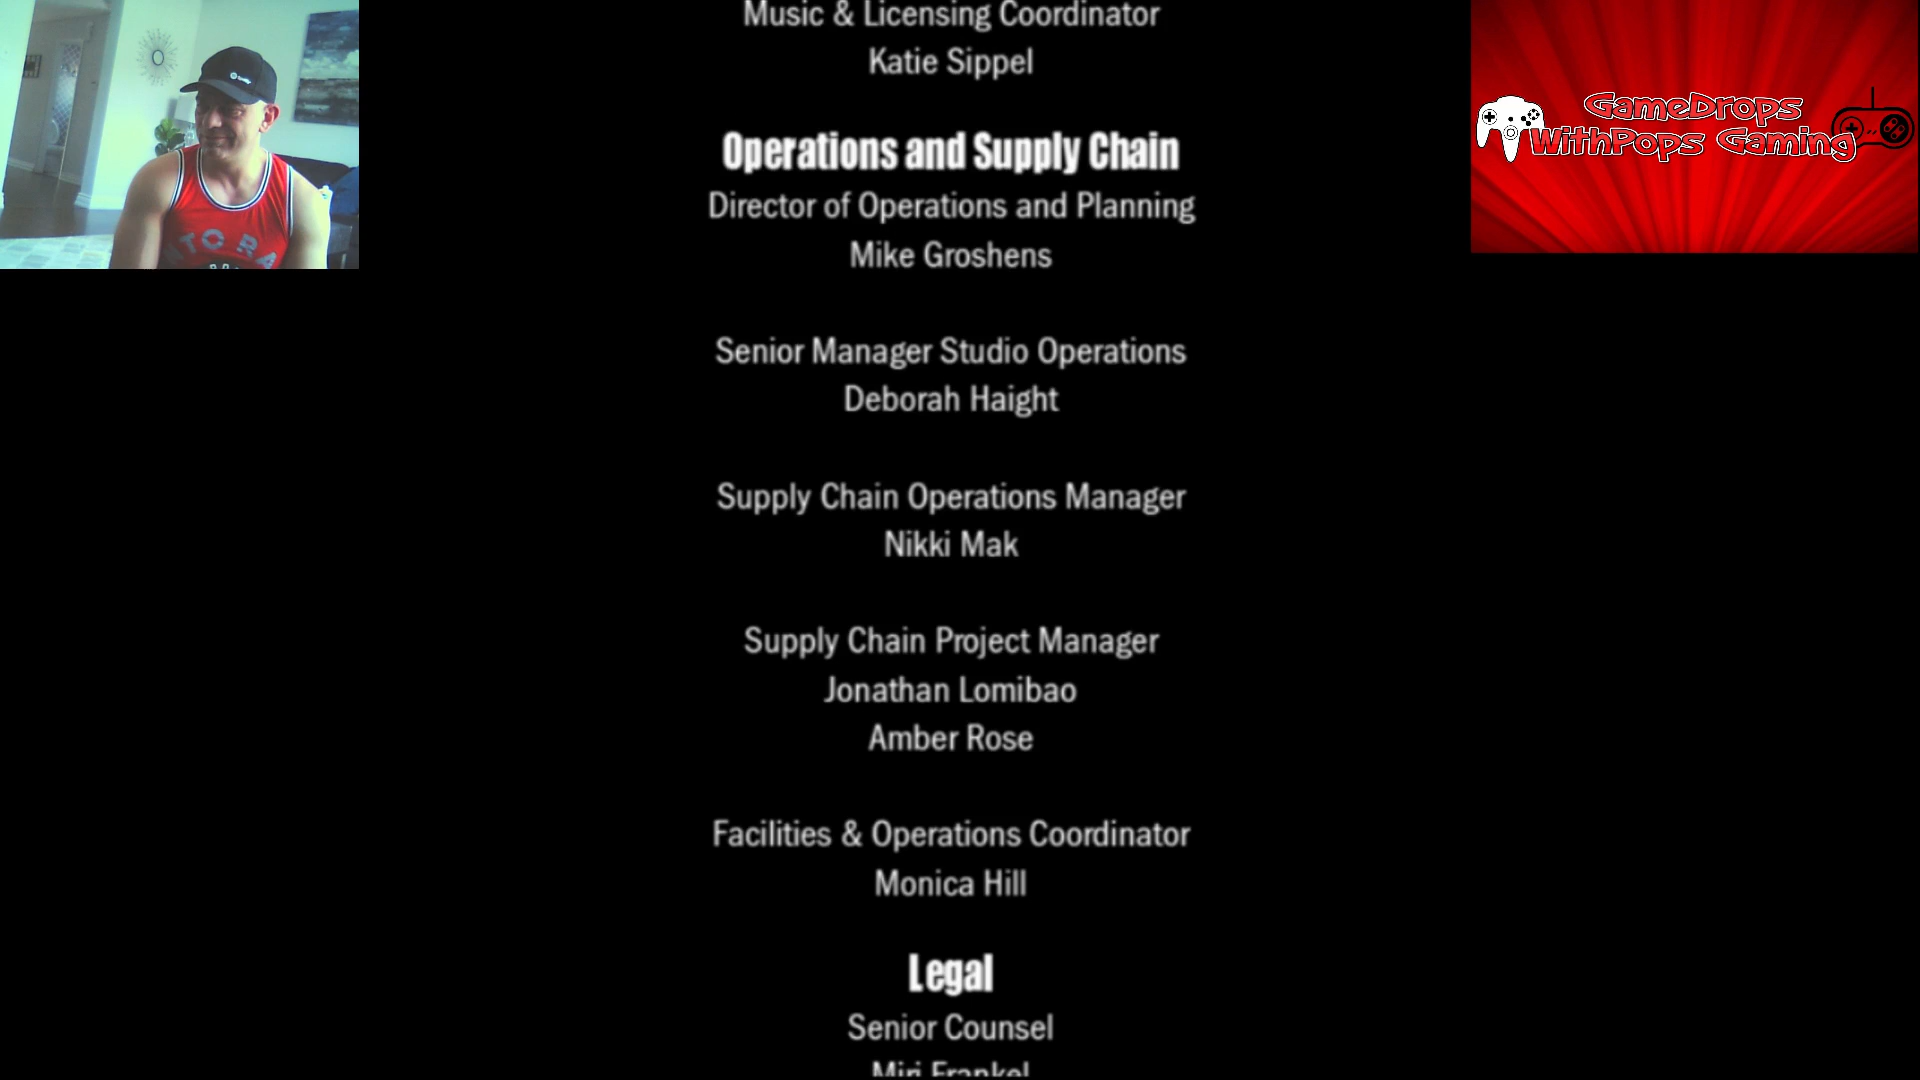 Music & Licensing Coordinator
Katie Sippel
Operations and Supply Chain
Director of Operations and Planning
Mike Groshens
Senior Manager Studio Operations
Deborah Haight
Supply Chain Operations Manager
Nikki Mak
Supply Chain Project Manager
Jonathan Lomibao
Amber Rose
Facilities & Operations Coordinator
Monica Hill
Legal
Senior Counsel
Miri Frankel
GameDrops
WithPops Gaming